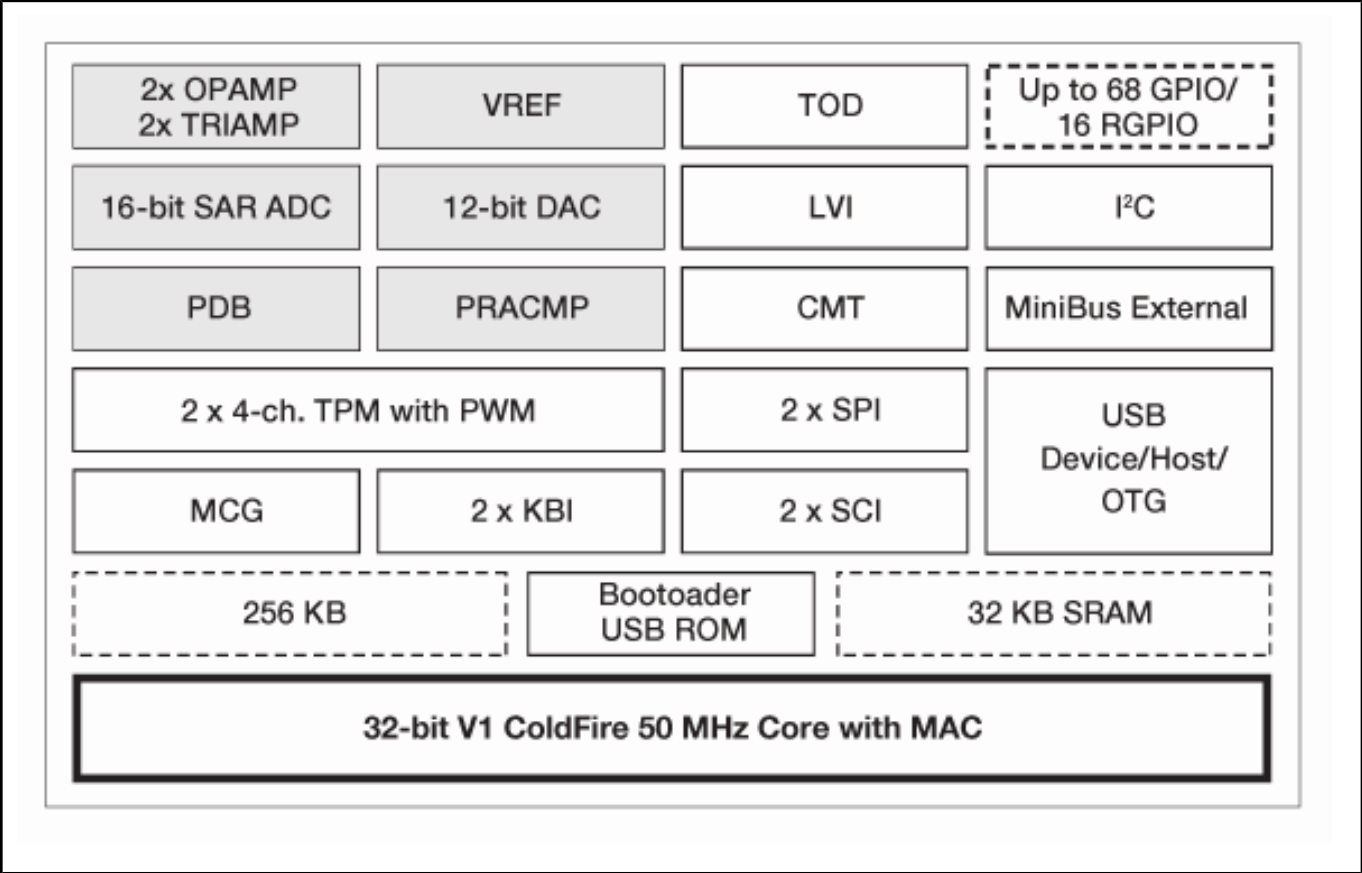 2x OPAMP
2x TRIAMP
VREF
TOD
Up to 68 GPIO/
16 RGPIO
16-bit SAR ADC
12-bit DAC
LVI
I²C
PDB
PRACMP
CMT
MiniBus External
2 x 4-ch. TPM with PWM
2 x SPI
USB
Device/Host/
OTG
MCG
2 x KBI
2 x SCI
256 KB
Bootoader
USB ROM
32 KB SRAM
32-bit V1 ColdFire 50 MHz Core with MAC